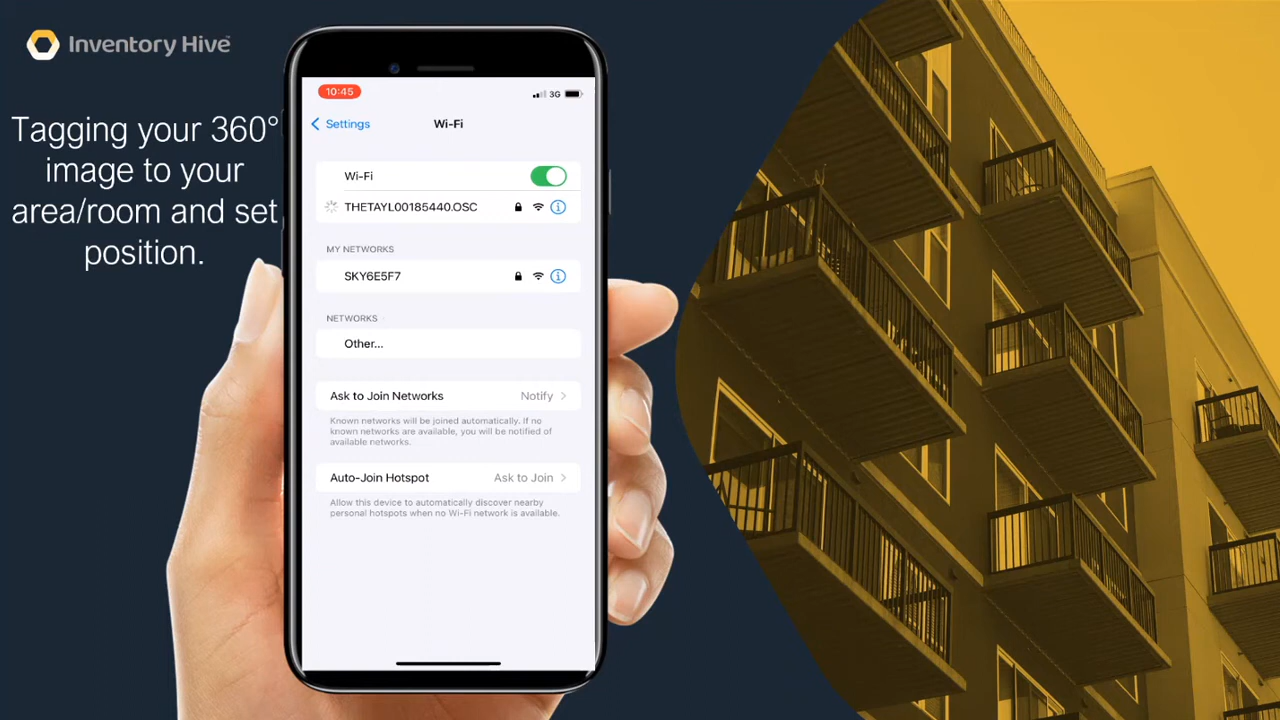 Inventory Hive™
Tagging your 360°
image to your
area/room and set
position.
10:45
3G
Settings
Wi-Fi
Wi-Fi
THETAYL00185440.OSC
MY NETWORKS
SKY6E5F7
NETWORKS
Other...
Ask to Join Networks Notify
Known networks will be joined automatically. If no
known networks are available, you will be notified of
available networks.
Auto-Join Hotspot Ask to Join
Allow this device to automatically discover nearby
personal hotspots when no Wi-Fi network is available.